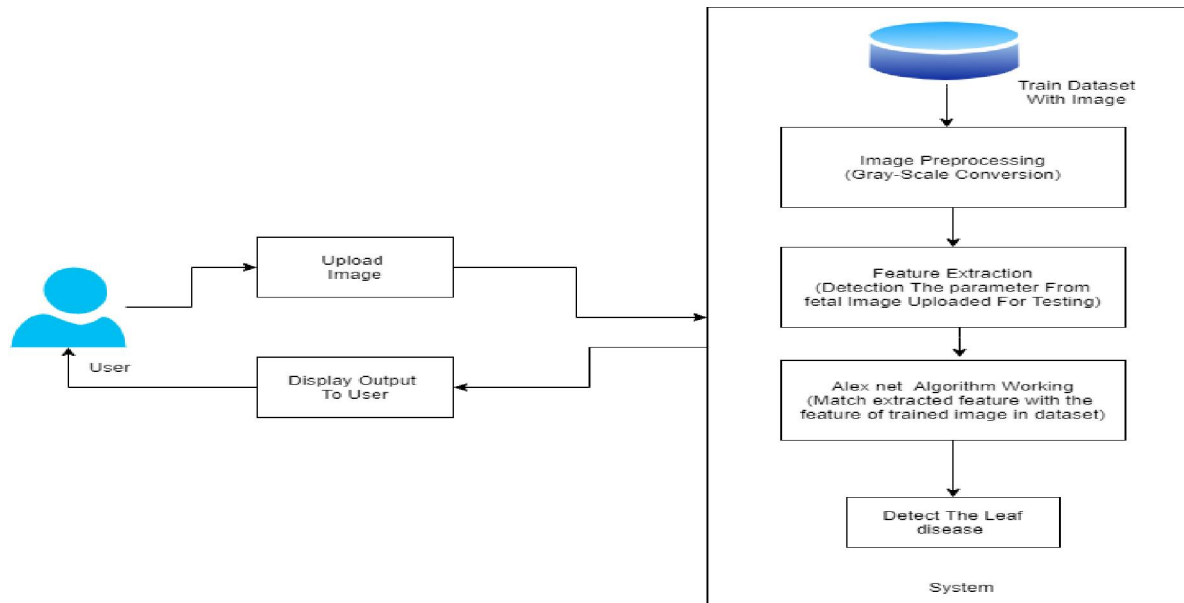 Train Dataset
With Image
Image Preprocessing
(Gray-Scale Conversion)
Feature Extraction
(Detection The parameter From
fetal Image Uploaded For Testing)
Alex net Algorithm Working
(Match extracted feature with the
feature of trained image in dataset)
Detect The Leaf
disease
System
Upload
Image
Display Output
To User
User